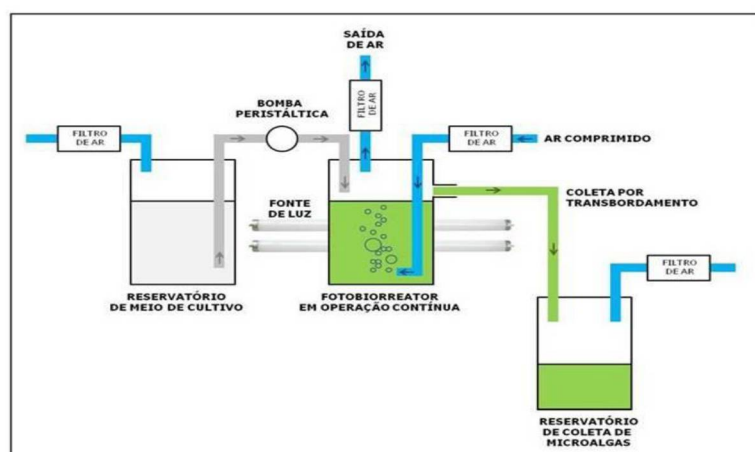 SAÍDA
DE AR
FILTRO
DE AR
BOMBA
PERISTÁLTICA
FILTRO
DE AR
FILTRO
DE AR
AR COMPRIMIDO
FONTE
DE LUZ
COLETA POR
TRANSBORDAMENTO
FILTRO
DE AR
RESERVATÓRIO
DE MEIO DE CULTIVO
FOTOBIORREATOR
EM OPERAÇÃO CONTÍNUA
RESERVATÓRIO
DE COLETA DE
MICROALGAS